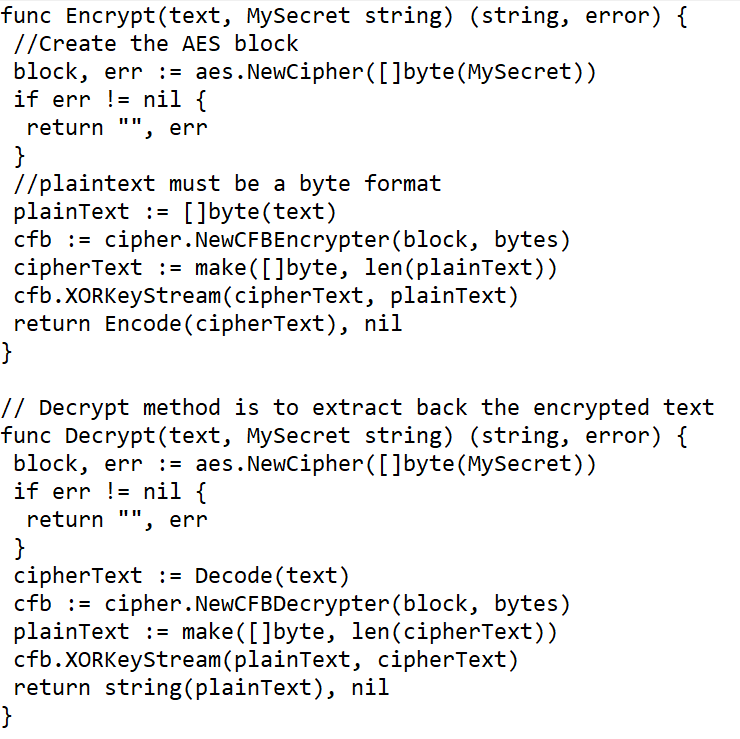 func Encrypt(text, MySecret string) (string, error) {
 //Create the AES block
 block, err := aes.NewCipher([]byte(MySecret))
 if err != nil {
  return "", err
 }
 //plaintext must be a byte format
 plainText := []byte(text)
 cfb := cipher.NewCFBEncrypter(block, bytes)
 cipherText := make([]byte, len(plainText))
 cfb.XORKeyStream(cipherText, plainText)
 return Encode(cipherText), nil
}

// Decrypt method is to extract back the encrypted text
func Decrypt(text, MySecret string) (string, error) {
 block, err := aes.NewCipher([]byte(MySecret))
 if err != nil {
  return "", err
 }
 cipherText := Decode(text)
 cfb := cipher.NewCFBDecrypter(block, bytes)
 plainText := make([]byte, len(cipherText))
 cfb.XORKeyStream(plainText, cipherText)
 return string(plainText), nil
}